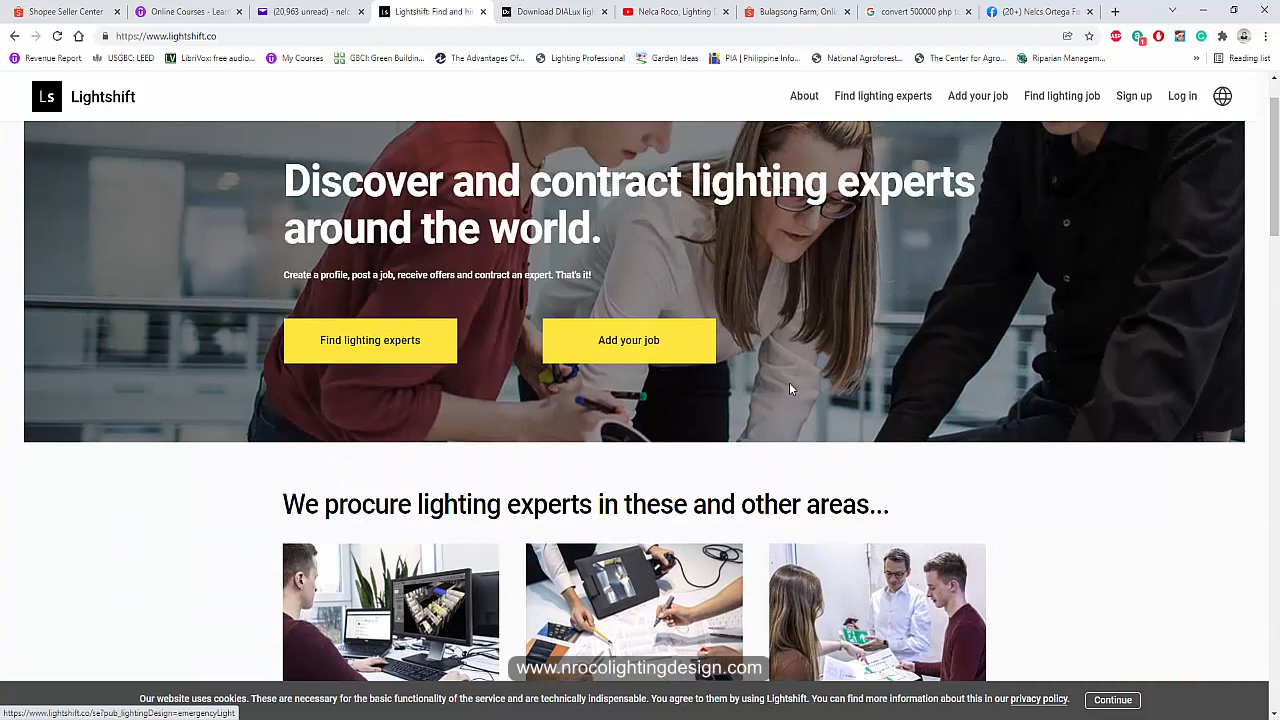 Shopee Seller Center
Online Courses - Learn
(20,963 unread) - nelc
Lightshift: Find and hi
Download DIALux ligh
Nelca Roco, Lighting D
Bulagsong Farm, Onlin
convert 500000 php to
(20+) Nelcs Onega Fa
https://www.lightshift.co
Revenue Report
USGBC: LEED
LibriVox: free audio...
My Courses
GBCI: Green Building...
The Advantages Of...
Lighting Professional
Garden Ideas
PIA | Philippine Info...
National Agroforest...
The Center for Agro...
Riparian Managem...
»
Reading list
Ls Lightshift
About
Find lighting experts
Add your job
Find lighting job
Sign up
Log in
Discover and contract lighting experts
around the world.
Create a profile, post a job, receive offers and contract an expert. That's it!
Find lighting experts
Add your job
We procure lighting experts in these and other areas...
www.nrocolightingdesign.com
Our website uses cookies. These are necessary for the basic functionality of the service and are technically indispensable. You agree to them by using Lightshift. You can find more information about this in our privacy policy.
Continue
https://www.lightshift.co/se?pub_lightingDesign=emergencyLight